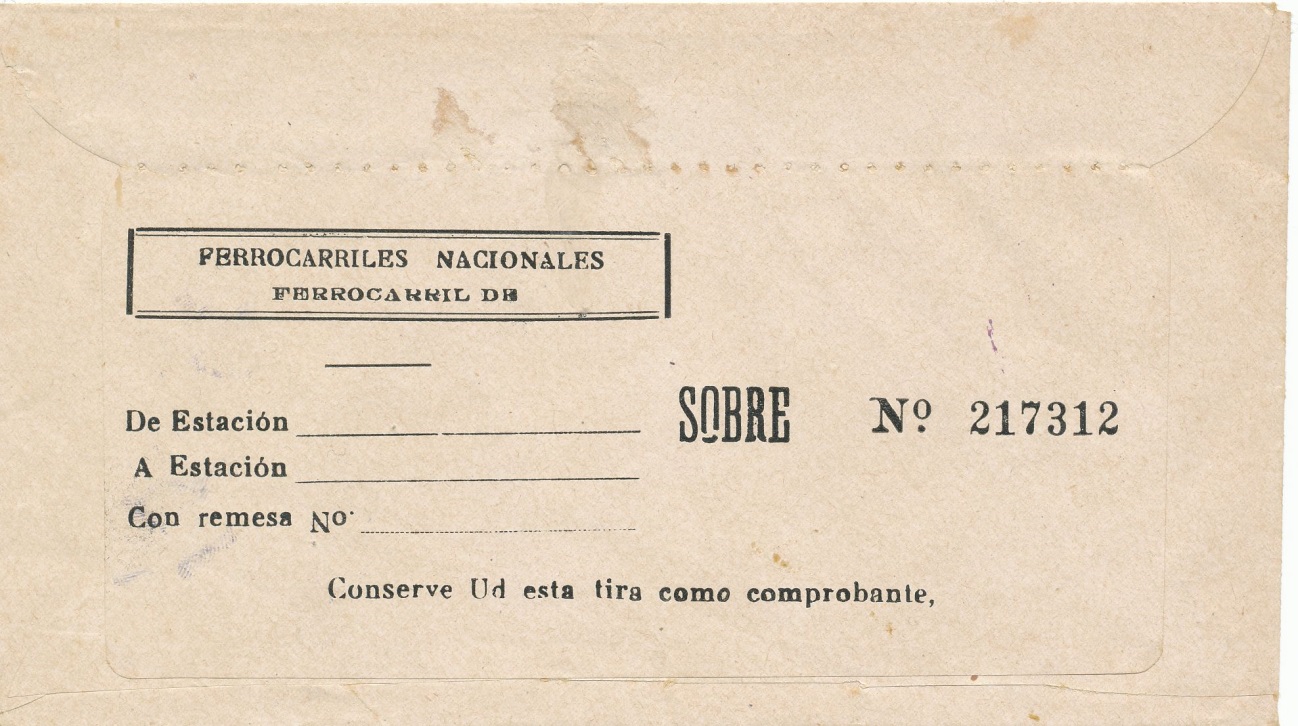 FERROCARRILES NACIONALES
FERROCARRIL DE
De Estación
SOBRE Nº 217312
A Estación
Con remesa Nº.
Conserve Ud esta tira como comprobante,